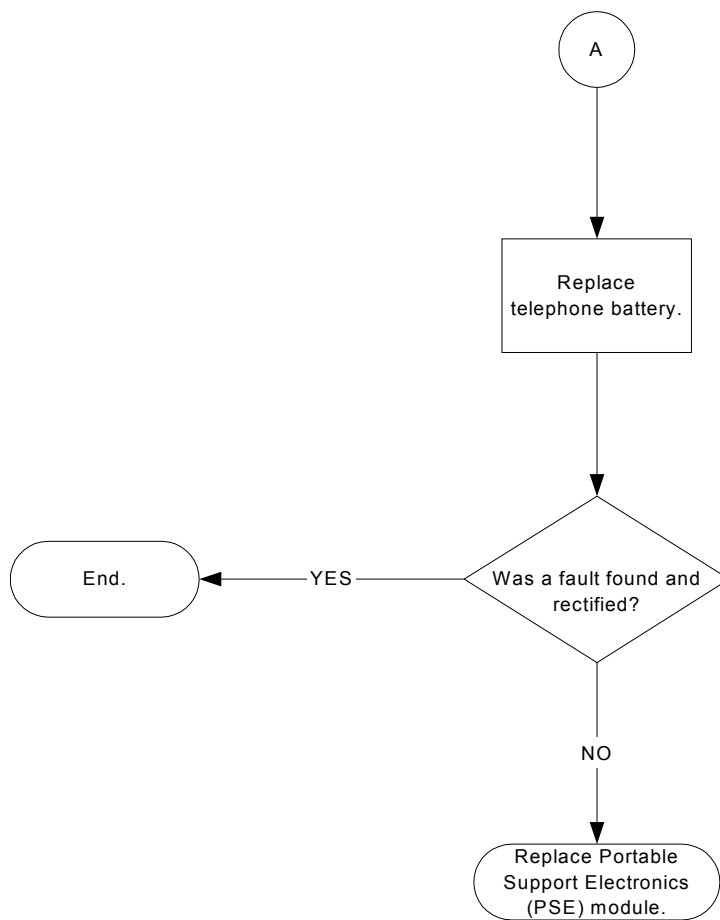 A
Replace
telephone battery.
Was a fault found and
rectified?
YES
End.
NO
Replace Portable
Support Electronics
(PSE) module.